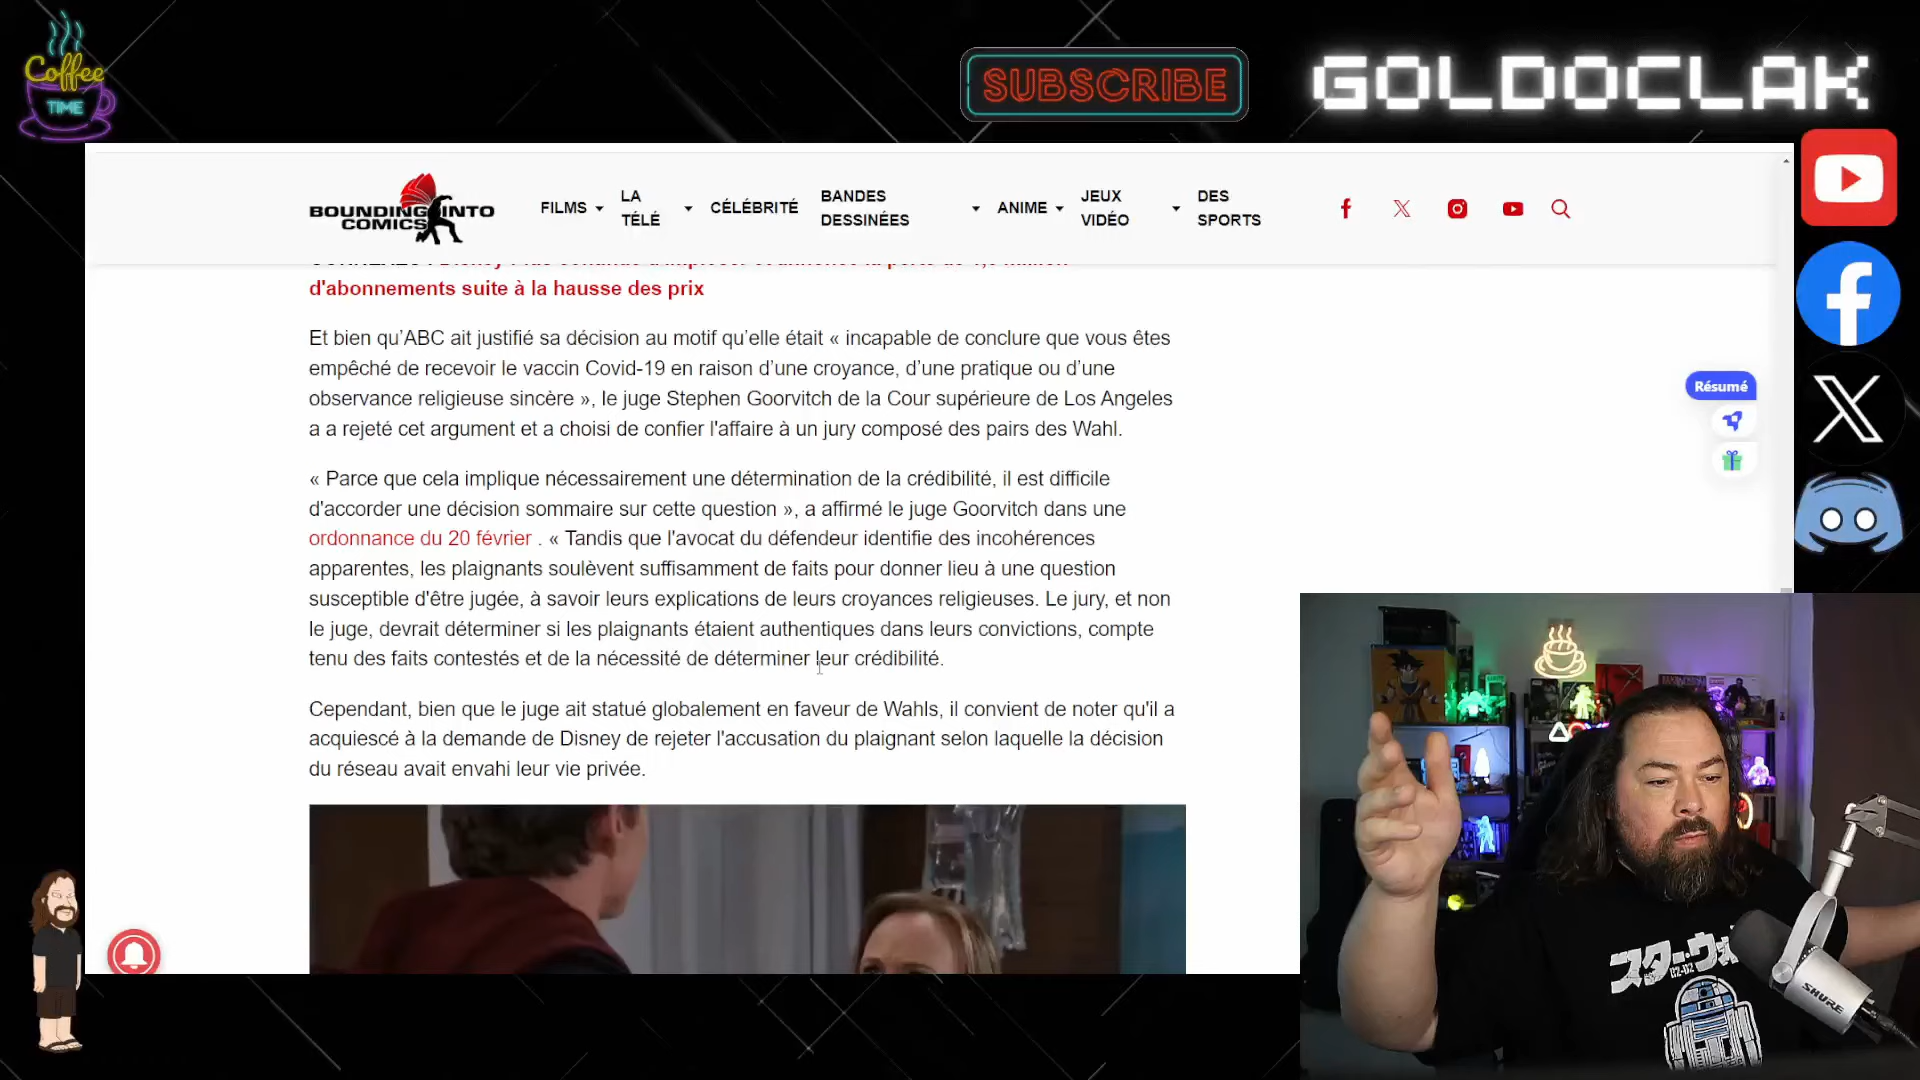 Coffee
TIME
SUBSCRIBE
GOLDOCLAK
BOUNDING INTO
COMICS
FILMS
LA
TÉLÉ
CÉLÉBRITÉ
BANDES
DESSINÉES
ANIME
JEUX
VIDÉO
DES
SPORTS
d'abonnements suite à la hausse des prix
Et bien qu’ABC ait justifié sa décision au motif qu’elle était « incapable de conclure que vous êtes
empêché de recevoir le vaccin Covid-19 en raison d’une croyance, d’une pratique ou d’une
observance religieuse sincère », le juge Stephen Goorvitch de la Cour supérieure de Los Angeles
a a rejeté cet argument et a choisi de confier l'affaire à un jury composé des pairs des Wahl.
« Parce que cela implique nécessairement une détermination de la crédibilité, il est difficile
d'accorder une décision sommaire sur cette question », a affirmé le juge Goorvitch dans une
ordonnance du 20 février . « Tandis que l'avocat du défendeur identifie des incohérences
apparentes, les plaignants soulèvent suffisamment de faits pour donner lieu à une question
susceptible d'être jugée, à savoir leurs explications de leurs croyances religieuses. Le jury, et non
le juge, devrait déterminer si les plaignants étaient authentiques dans leurs convictions, compte
tenu des faits contestés et de la nécessité de déterminer leur crédibilité.
Cependant, bien que le juge ait statué globalement en faveur de Wahls, il convient de noter qu'il a
acquiescé à la demande de Disney de rejeter l'accusation du plaignant selon laquelle la décision
du réseau avait envahi leur vie privée.
Résumé
スター・ウォ
R2-D2
SHURE